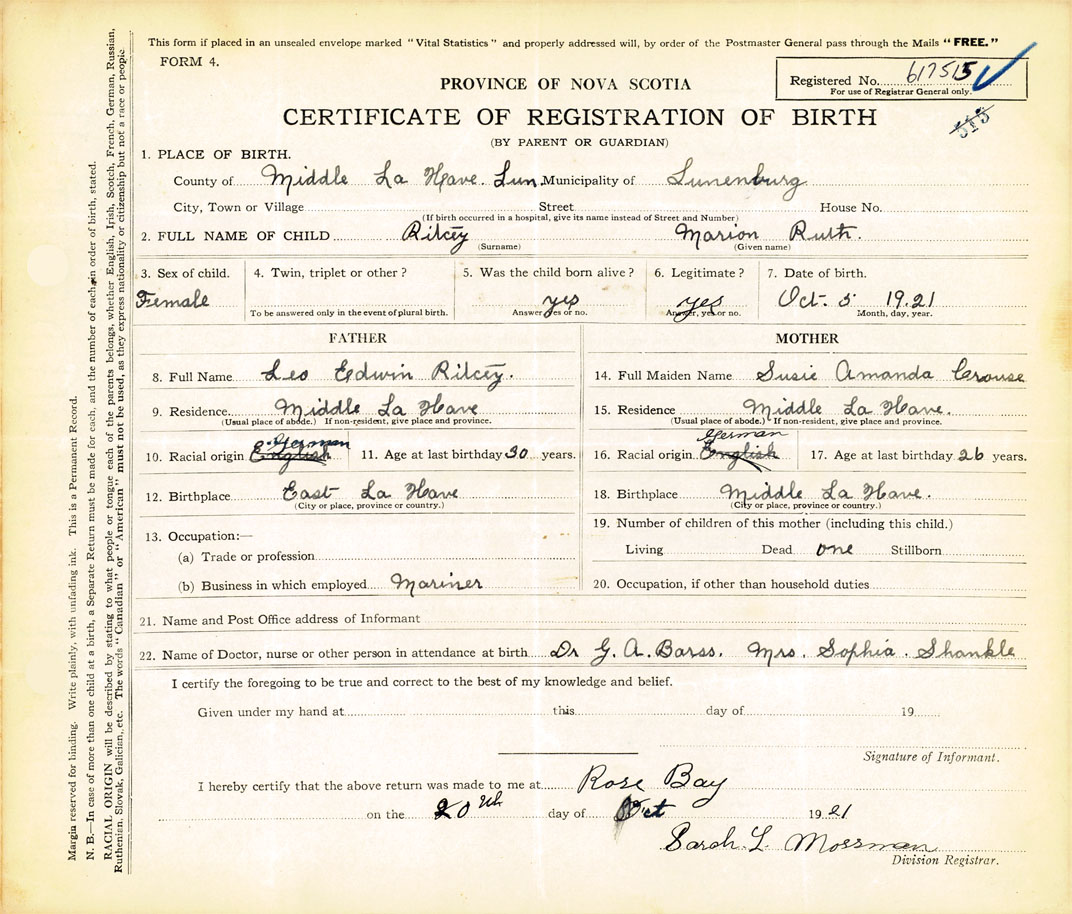 This form if placed in an unsealed envelope marked "Vital Statistics" and properly addressed will, by order of the Postmaster General pass through the Mails "FREE."
FORM 4.
Registered No. 617515
For use of Registrar General only.
515
PROVINCE OF NOVA SCOTIA
CERTIFICATE OF REGISTRATION OF BIRTH
(BY PARENT OR GUARDIAN)
1. PLACE OF BIRTH.
County of Middle La Have. Lun. Municipality of Lunenburg
City, Town or Village Street House No.
(If birth occurred in a hospital, give its name instead of Street and Number)
2. FULL NAME OF CHILD Ritcey Marion Ruth.
(Surname) (Given name)
3. Sex of child. 4. Twin, triplet or other? 5. Was the child born alive? 6. Legitimate? 7. Date of birth.
Female yes yes Oct. 5 1921
To be answered only in the event of plural birth. Answer yes or no. Answer, yes or no. Month, day, year.
FATHER MOTHER
8. Full Name Leo Edwin Ritcey. 14. Full Maiden Name Susie Amanda Crouse
9. Residence. Middle La Have 15. Residence Middle La Have.
(Usual place of abode.) If non-resident, give place and province. (Usual place of abode.) If non-resident, give place and province.
German German
10. Racial origin English 11. Age at last birthday 30 years. 16. Racial origin English 17. Age at last birthday 26 years.
12. Birthplace East La Have 18. Birthplace Middle La Have.
(City or place, province or country.) (City or place, province or country.)
13. Occupation:— 19. Number of children of this mother (including this child.)
(a) Trade or profession Living Dead one Stillborn
(b) Business in which employed Mariner 20. Occupation, if other than household duties
21. Name and Post Office address of Informant
22. Name of Doctor, nurse or other person in attendance at birth Dr G. A. Barss. Mrs. Sophia. Shankle
I certify the foregoing to be true and correct to the best of my knowledge and belief.
Given under my hand at this day of 19
Signature of Informant.
I hereby certify that the above return was made to me at Rose Bay
on the 20th day of Oct 1921
Sarah L. Mossman
Division Registrar.
Margin reserved for binding. Write plainly, with unfading ink. This is a Permanent Record.
N. B.—In case of more than one child at a birth, a Separate Return must be made for each, and the number of each, in order of birth, stated.
RACIAL ORIGIN will be described by stating to what people or tongue each of the parents belongs, whether English, Irish, Scotch, French, German, Russian,
Ruthenian, Slovak, Galician, etc. The words "Canadian" or "American" must not be used, as they express nationality or citizenship but not a race or people.